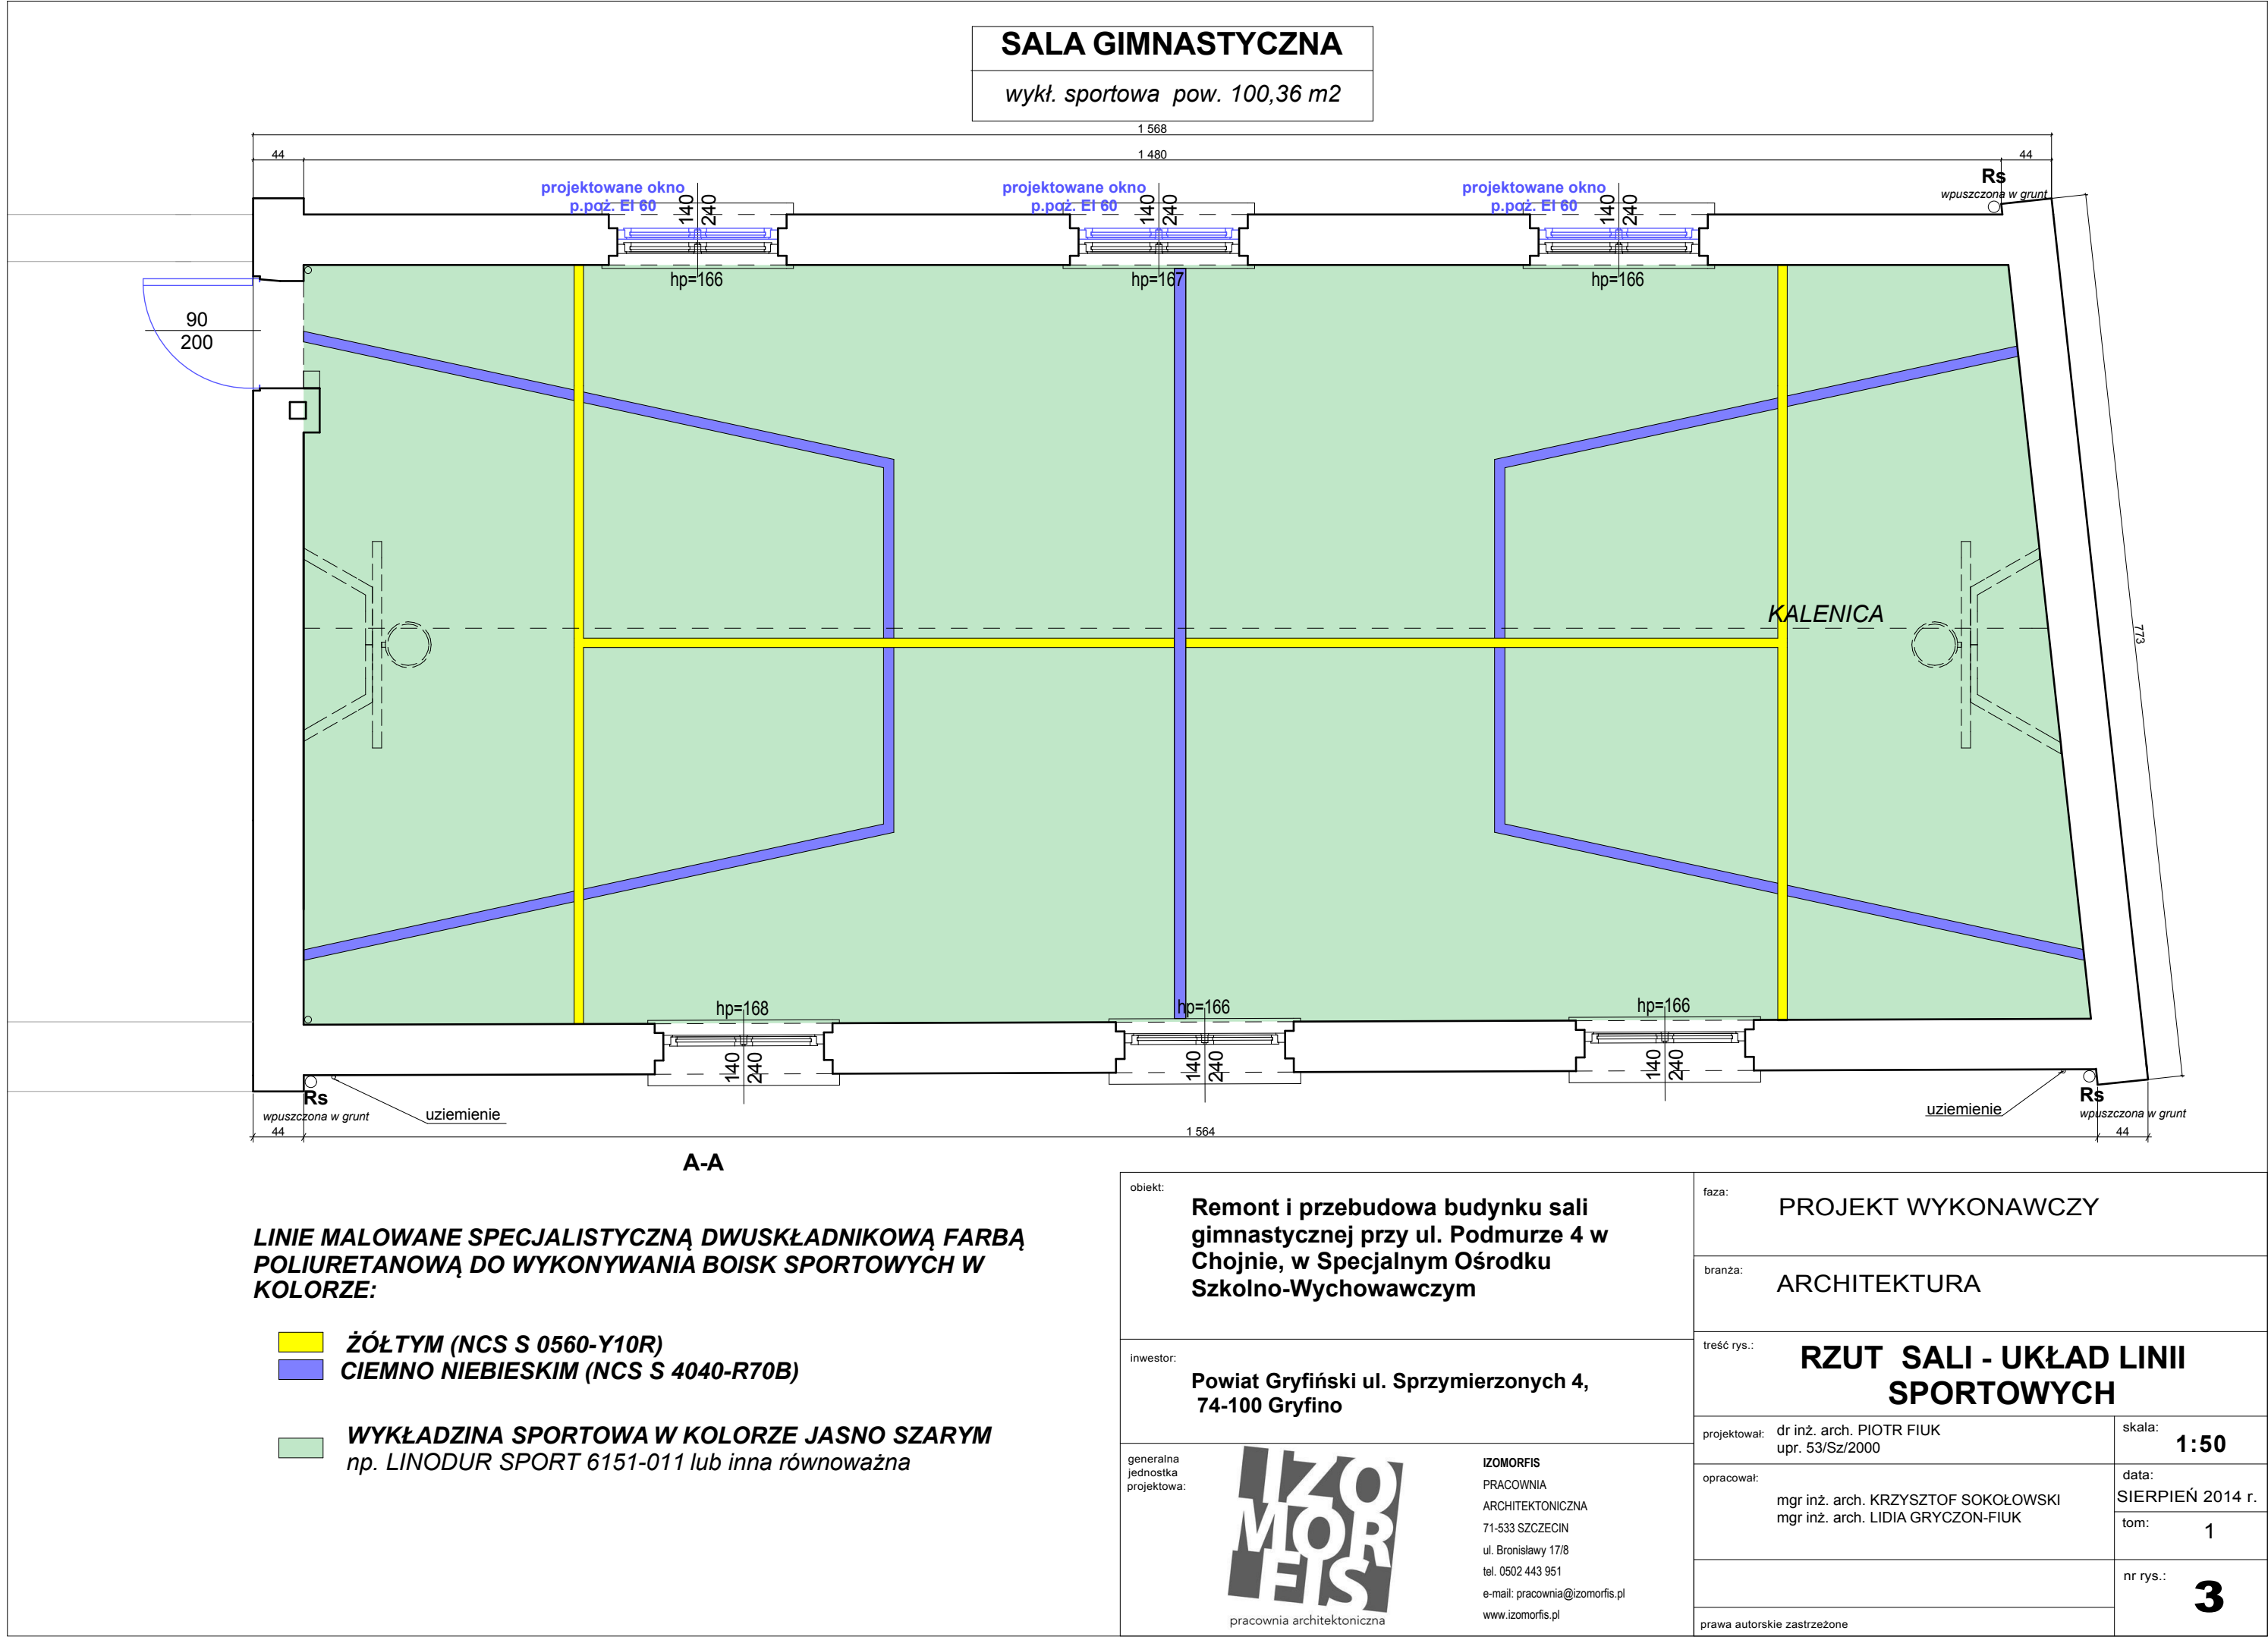 SALA GIMNASTYCZNA
wykł. sportowa pow. 100,36 m2
1 568
44
1 480
44
Rs
wpuszczona w grunt
projektowane okno
p.poż. EI 60
140
240
projektowane okno
p.poż. EI 60
140
240
projektowane okno
p.poż. EI 60
140
240
hp=166
hp=167
hp=166
90
200
KALENICA
773
hp=168
hp=166
hp=166
140
240
140
240
140
240
Rs
wpuszczona w grunt
uziemienie
uziemienie
Rs
wpuszczona w grunt
44
1 564
44
A-A
LINIE MALOWANE SPECJALISTYCZNĄ DWUSKŁADNIKOWĄ FARBĄ
POLIURETANOWĄ DO WYKONYWANIA BOISK SPORTOWYCH W
KOLORZE:
ŻÓŁTYM (NCS S 0560-Y10R)
CIEMNO NIEBIESKIM (NCS S 4040-R70B)
WYKŁADZINA SPORTOWA W KOLORZE JASNO SZARYM
np. LINODUR SPORT 6151-011 lub inna równoważna
obiekt:
Remont i przebudowa budynku sali
gimnastycznej przy ul. Podmurze 4 w
Chojnie, w Specjalnym Ośrodku
Szkolno-Wychowawczym
inwestor:
Powiat Gryfiński ul. Sprzymierzonych 4,
74-100 Gryfino
generalna
jednostka
projektowa:
IZO
MOR
FIS
pracownia architektoniczna
IZOMORFIS
PRACOWNIA
ARCHITEKTONICZNA
71-533 SZCZECIN
ul. Bronisławy 17/8
tel. 0502 443 951
e-mail: pracownia@izomorfis.pl
www.izomorfis.pl
faza:
PROJEKT WYKONAWCZY
branża:
ARCHITEKTURA
treść rys.:
RZUT SALI - UKŁAD LINII
SPORTOWYCH
projektował:
dr inż. arch. PIOTR FIUK
upr. 53/Sz/2000
skala:
1:50
opracował:
mgr inż. arch. KRZYSZTOF SOKOŁOWSKI
mgr inż. arch. LIDIA GRYCZON-FIUK
data:
SIERPIEŃ 2014 r.
tom:
1
nr rys.:
3
prawa autorskie zastrzeżone